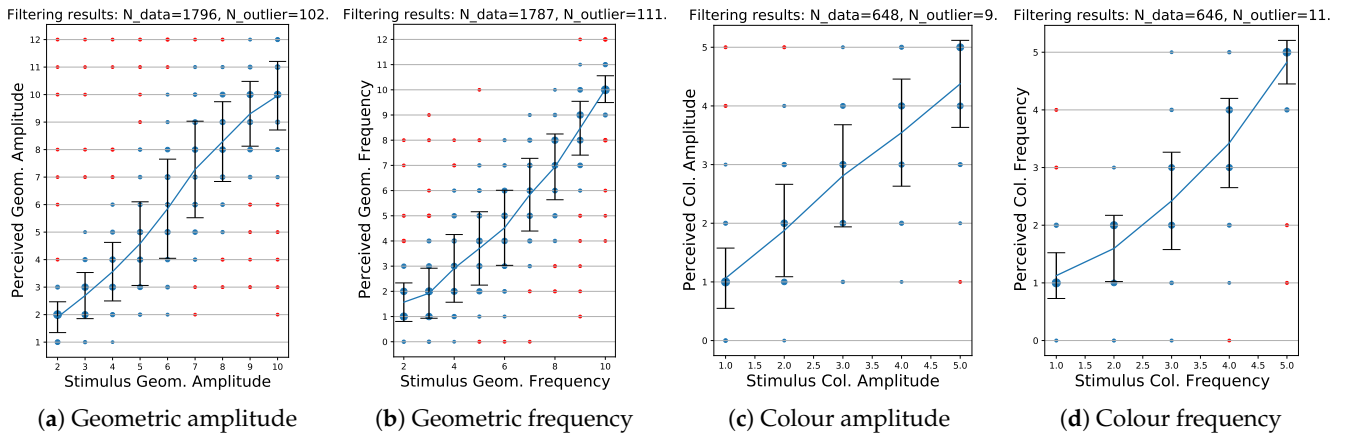 Filtering results: N_data=1796, N_outlier=102.
12
11
10
9
8
7
6
5
4
3
2
1
Perceived Geom. Amplitude
2 3 4 5 6 7 8 9 10
Stimulus Geom. Amplitude
(a) Geometric amplitude
Filtering results: N_data=1787, N_outlier=111.
12
11
10
9
8
7
6
5
4
3
2
1
0
Perceived Geom. Frequency
2 4 6 8 10
Stimulus Geom. Frequency
(b) Geometric frequency
Filtering results: N_data=648, N_outlier=9.
5
4
3
2
1
0
Perceived Col. Amplitude
1.0 1.5 2.0 2.5 3.0 3.5 4.0 4.5 5.0
Stimulus Col. Amplitude
(c) Colour amplitude
Filtering results: N_data=646, N_outlier=11.
5
4
3
2
1
0
Perceived Col. Frequency
1.0 1.5 2.0 2.5 3.0 3.5 4.0 4.5 5.0
Stimulus Col. Frequency
(d) Colour frequency